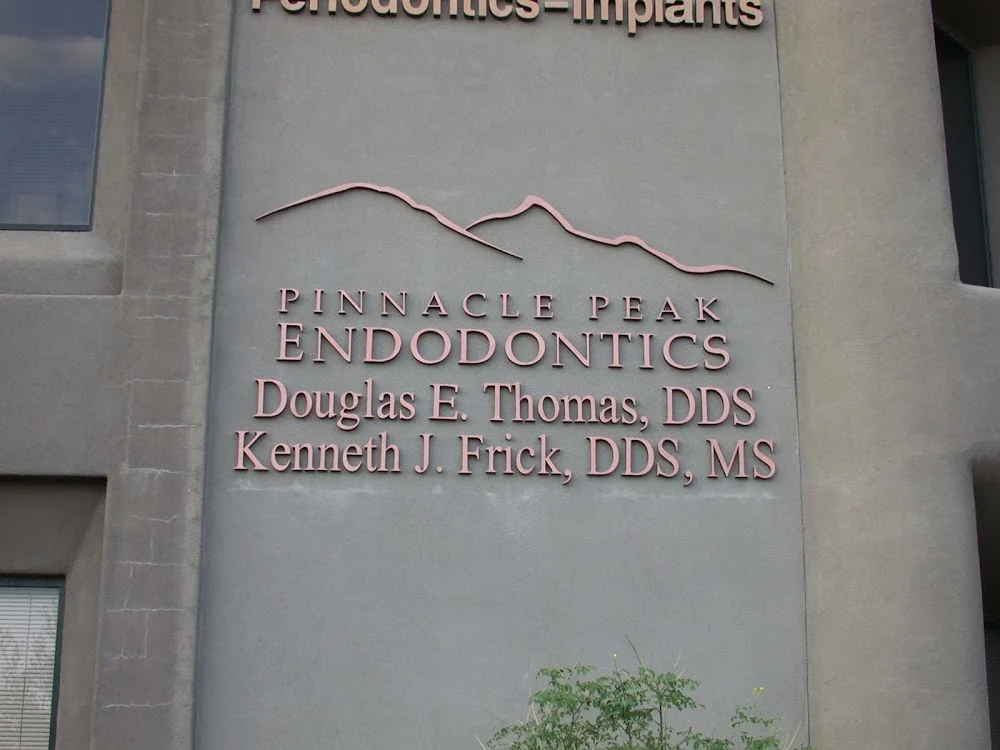 Periodontics-Implants
PINNACLE PEAK
ENDODONTICS
Douglas E. Thomas, DDS
Kenneth J. Frick, DDS, MS